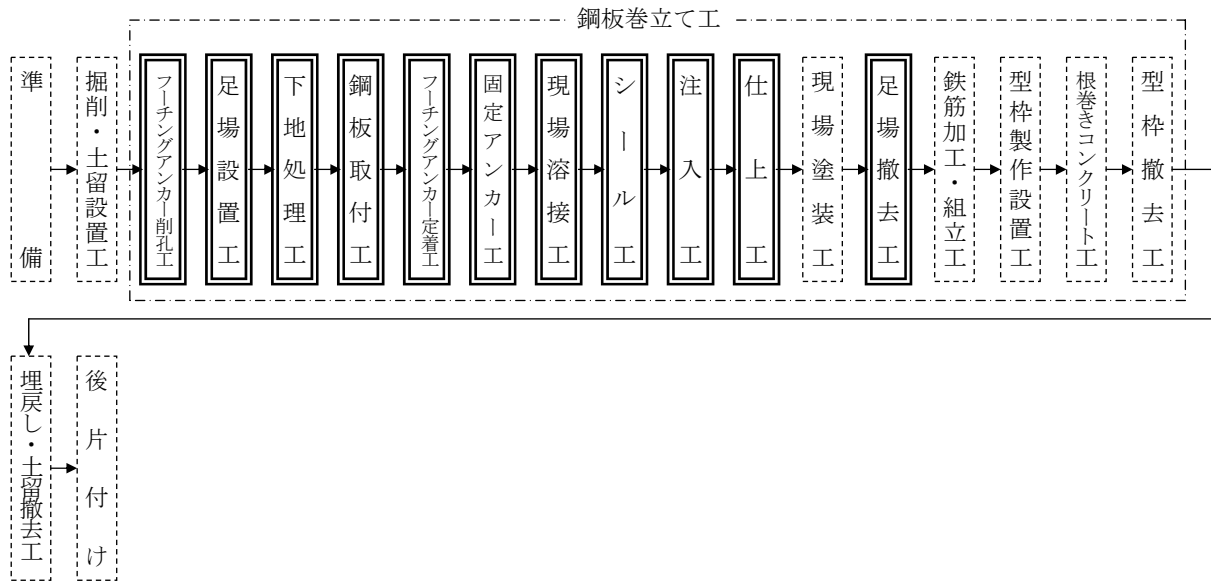 鋼板巻立て工
準備
掘削・土留設置工
フーチングアンカー削孔工
足場設置工
下地処理工
鋼板取付工
フーチングアンカー定着工
固定アンカー工
現場溶接工
シール工
注入工
仕上工
現場塗装工
足場撤去工
鉄筋加工・組立工
型枠製作設置工
根巻きコンクリート工
型枠撤去工
埋戻し・土留撤去工
後片付け